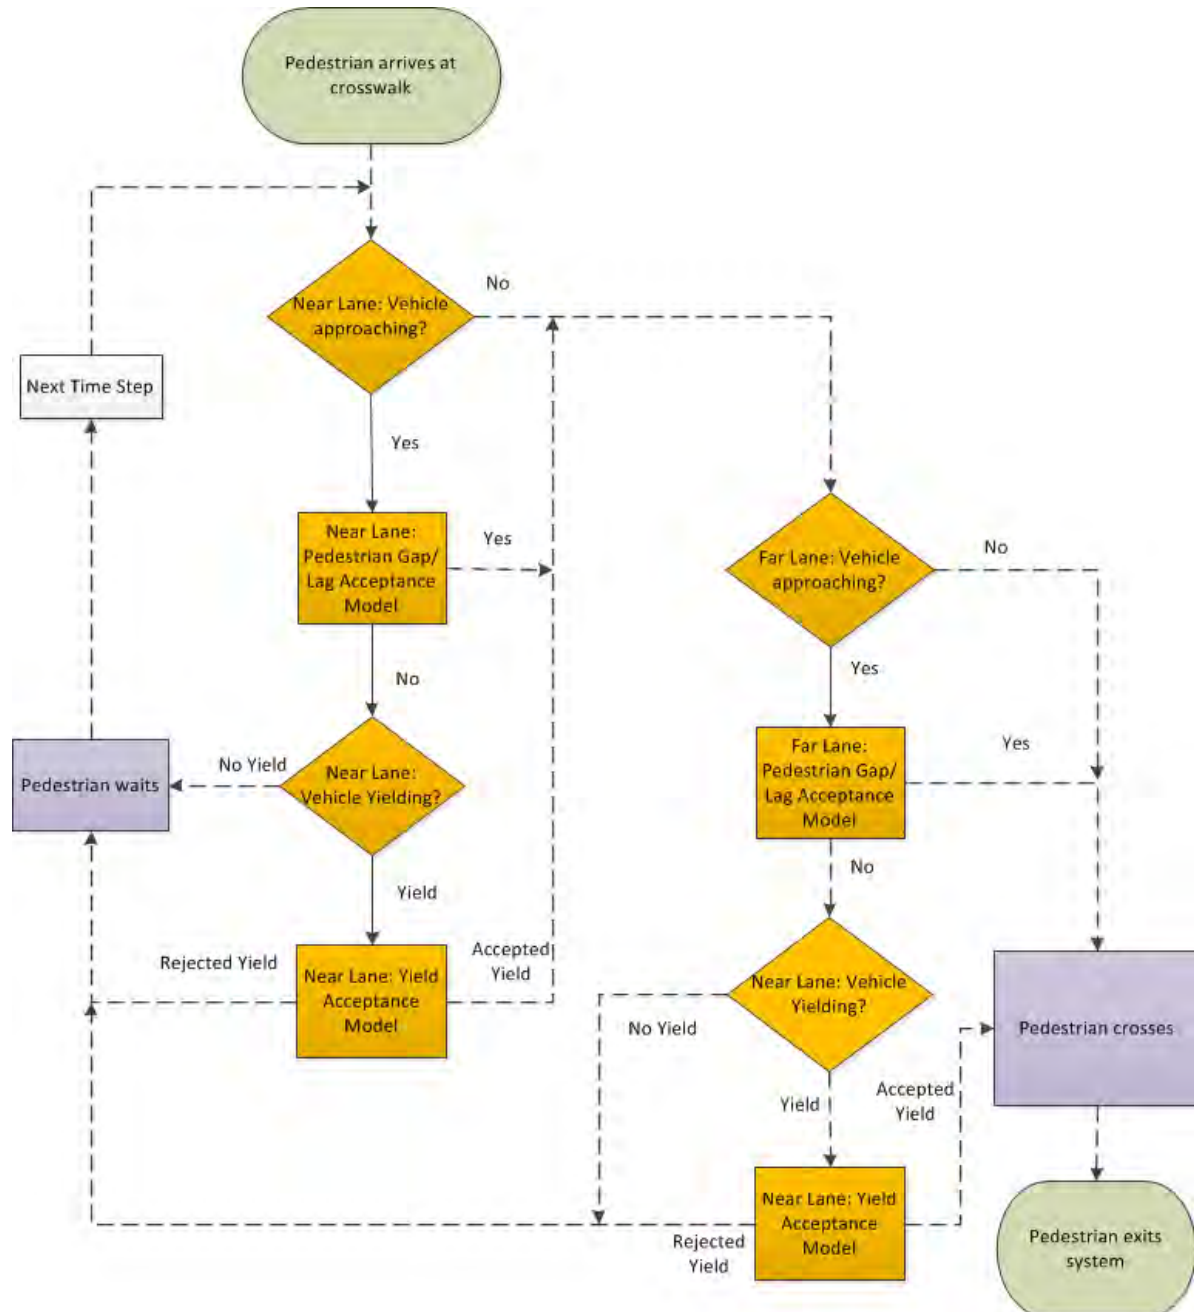 Pedestrian arrives at
crosswalk
No
Near Lane: Vehicle
approaching?
Next Time Step
Yes
Near Lane:
Pedestrian Gap/
Lag Acceptance
Model
Yes
No
Pedestrian waits
No Yield
Near Lane:
Vehicle Yielding?
Yield
Rejected Yield
Near Lane: Yield
Acceptance
Model
Accepted
Yield
Far Lane: Vehicle
approaching?
No
Yes
Far Lane:
Pedestrian Gap/
Lag Acceptance
Model
Yes
No
Near Lane: Vehicle
Yielding?
No Yield
Yield
Accepted
Yield
Pedestrian crosses
Near Lane: Yield
Acceptance
Model
Rejected
Yield
Pedestrian exits
system